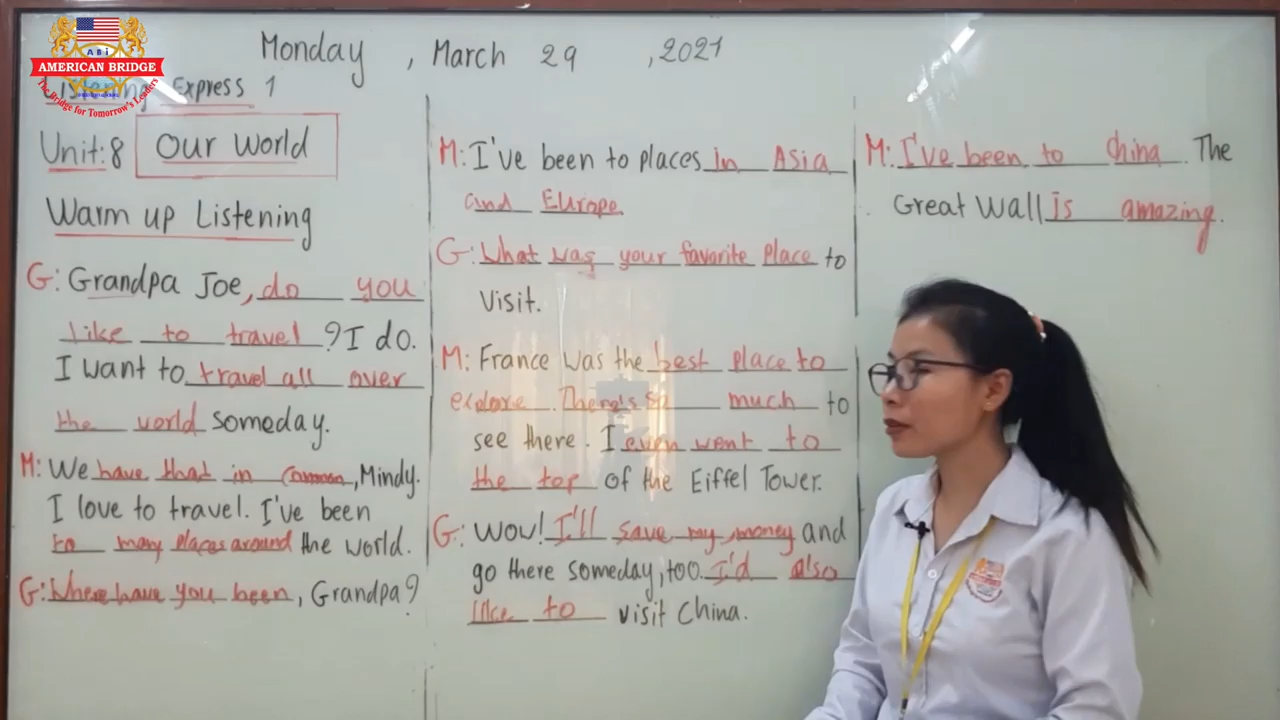 ABi
AMERICAN BRIDGE
The Bridge for Tomorrow's Leaders
Monday , March 29 , 2021
Listening Express 1
Unit:8 Our World
Warm up Listening
G: Grandpa Joe, do you
like to travel ? I do.
I want to travel all over
the world someday.
M: We have that in common, Mindy.
I love to travel. I've been
to many places around the world.
G: Where have you been, Grandpa?
M: I've been to places in Asia
and Europe.
G: What was your favorite place to
visit.
M: France was the best place to
explore. There's so much to
see there. I even went to
the top of the Eiffel Tower.
G: Wow! I'll save my money and
go there someday, too. I'd also
like to visit China.
M: I've been to china. The
Great Wall is amazing.